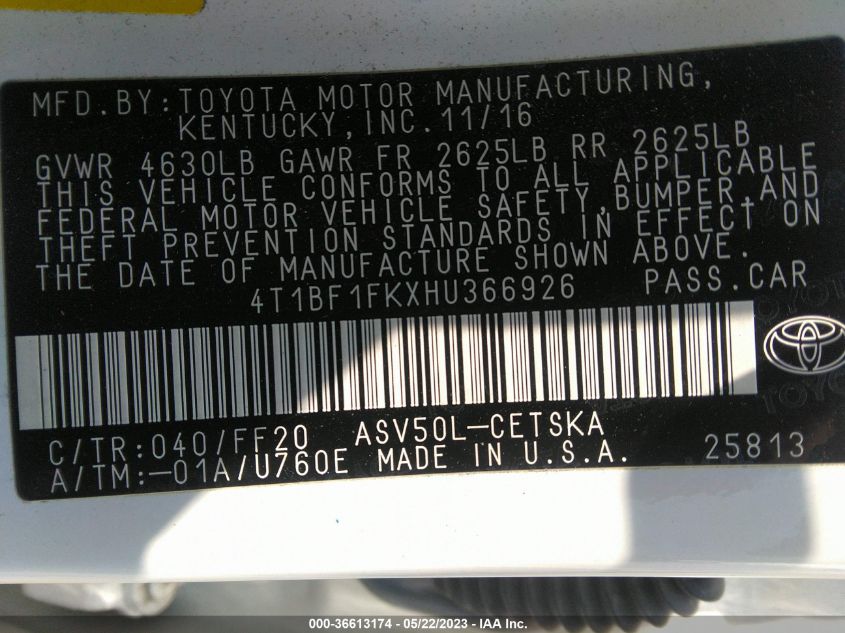 MFD.BY:TOYOTA MOTOR MANUFACTURING,
KENTUCKY,INC.11/16
GVWR 4630LB GAWR FR 2625LB RR 2625LB
THIS VEHICLE CONFORMS TO ALL APPLICABLE
FEDERAL MOTOR VEHICLE SAFETY,BUMPER,AND
THEFT PREVENTION STANDARDS IN EFFECT ON
THE DATE OF MANUFACTURE SHOWN ABOVE.
4T1BF1FKXHU366926 PASS.CAR
C/TR:040/FF20 ASV50L-CETSKA
A/TM:-01A/U760E MADE IN U.S.A. 25813
TOYOTA
000-36613174 - 05/22/2023 - IAA Inc.